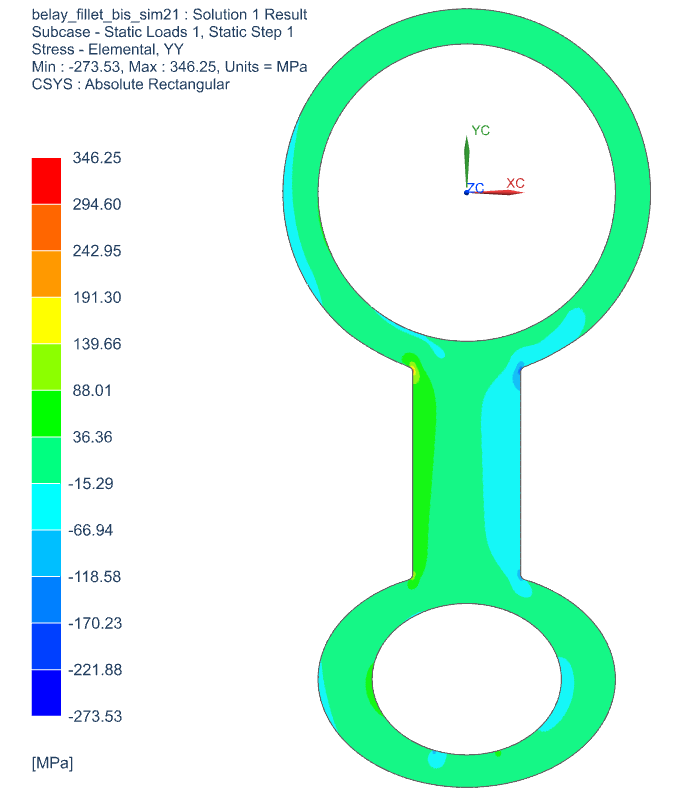 belay_fillet_bis_sim21 : Solution 1 Result
Subcase - Static Loads 1, Static Step 1
Stress - Elemental, YY
Min : -273.53, Max : 346.25, Units = MPa
CSYS : Absolute Rectangular
YC
ZC
XC
346.25
294.60
242.95
191.30
139.66
88.01
36.36
-15.29
-66.94
-118.58
-170.23
-221.88
-273.53
[MPa]